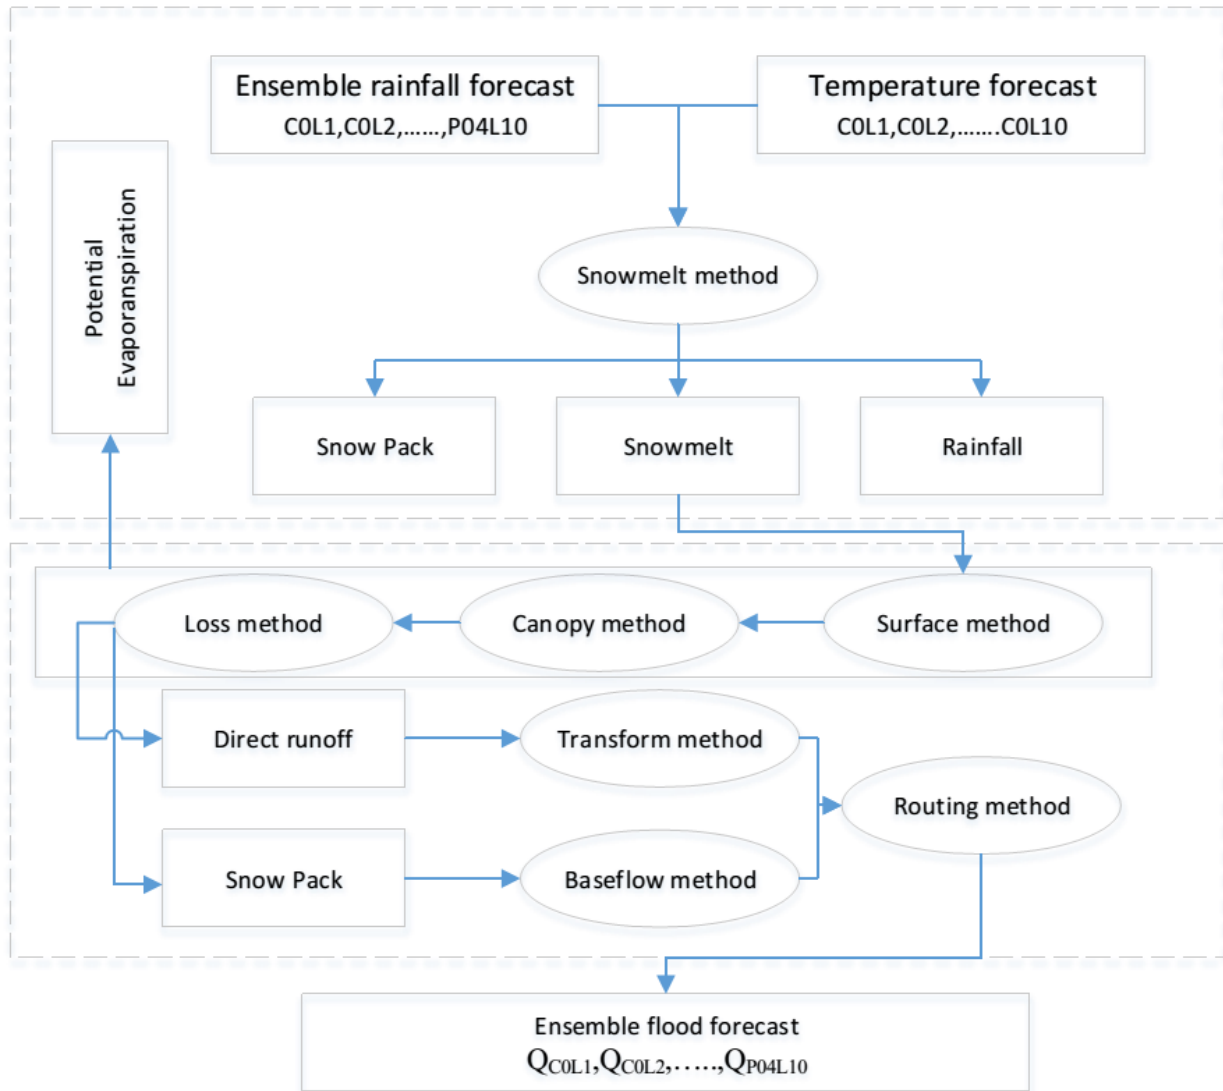 Ensemble rainfall forecast
C0L1,C0L2,……,P04L10
Temperature forecast
C0L1,C0L2,…….C0L10
Potential
Evaporanspiration
Snowmelt method
Snow Pack
Snowmelt
Rainfall
Loss method
Canopy method
Surface method
Direct runoff
Transform method
Routing method
Snow Pack
Baseflow method
Ensemble flood forecast
QC0L1,QC0L2,…..,QP04L10